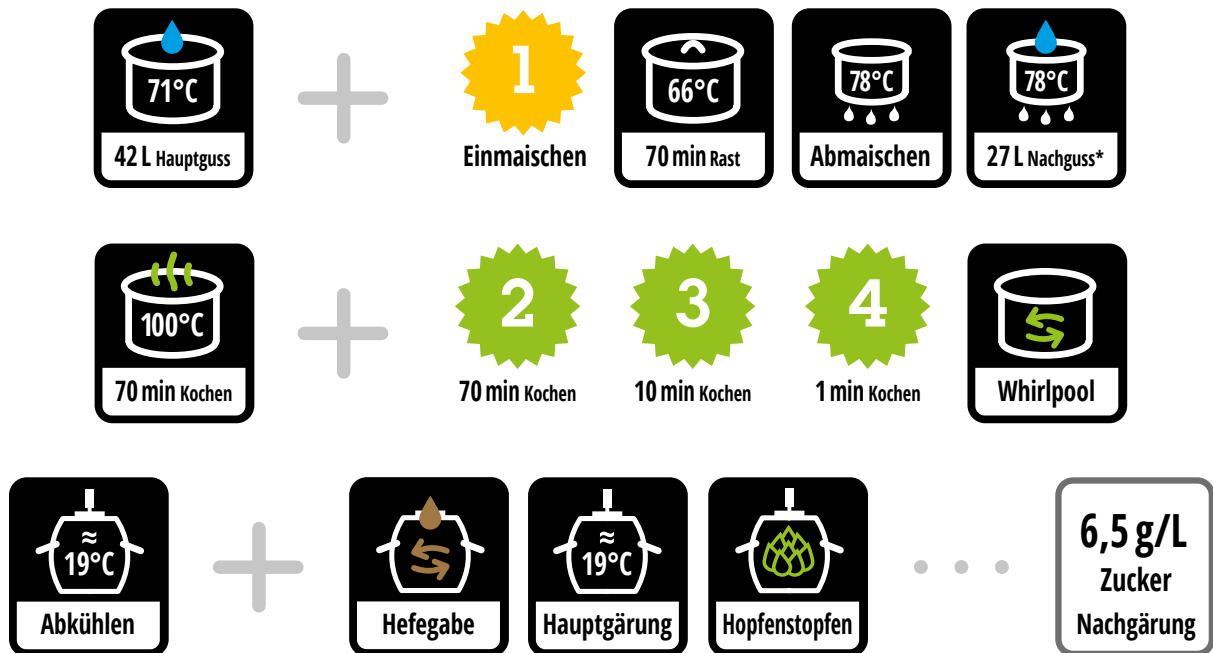 71°C
42 L Hauptguss
1
Einmaischen
66°C
70 min Rast
78°C
Abmaischen
78°C
27 L Nachguss*
100°C
70 min Kochen
2
70 min Kochen
3
10 min Kochen
4
1 min Kochen
Whirlpool
≈
19°C
Abkühlen
Hefegabe
≈
19°C
Hauptgärung
Hopfenstopfen
6,5 g/L
Zucker
Nachgärung